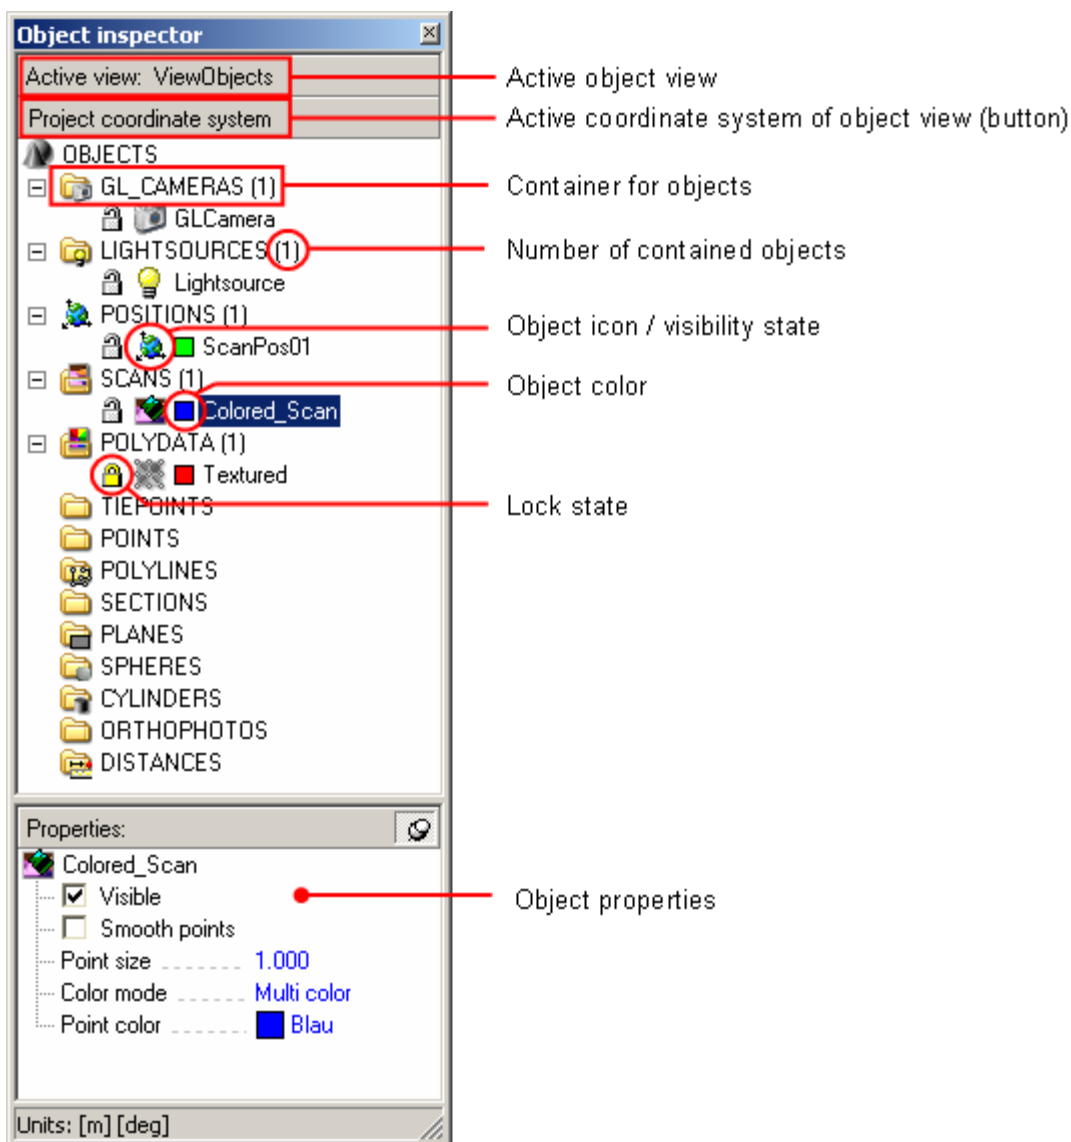 Object inspector
Active view: ViewObjects
Active object view
Project coordinate system
Active coordinate system of object view (button)
OBJECTS
GL_CAMERAS (1)
Container for objects
GLCamera
LIGHTSOURCES (1)
Number of contained objects
Lightsource
POSITIONS (1)
Object icon / visibility state
ScanPos01
SCANS (1)
Object color
Colored_Scan
POLYDATA (1)
Textured
Lock state
TIEPOINTS
POINTS
POLYLINES
SECTIONS
PLANES
SPHERES
CYLINDERS
ORTHOPHOTOS
DISTANCES
Properties:
Colored_Scan
Visible
Object properties
Smooth points
Point size 1.000
Color mode Multi color
Point color Blau
Units: [m] [deg]